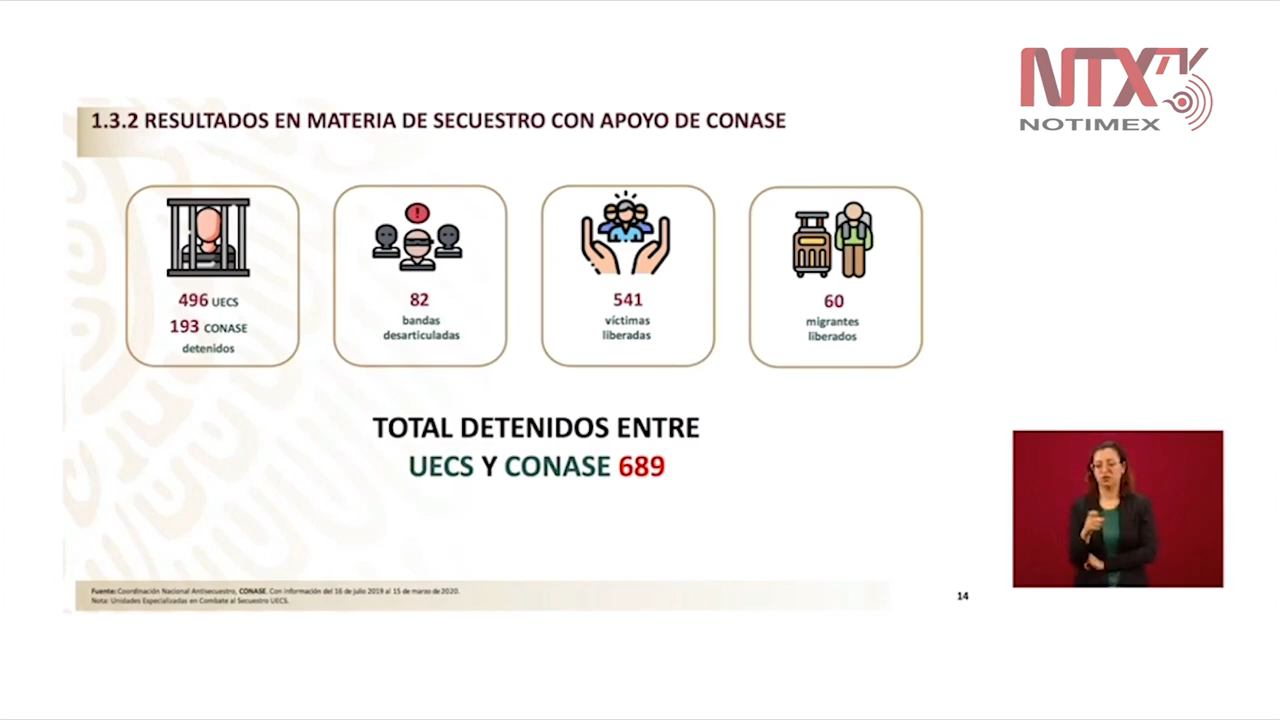 NTX TV
NOTIMEX
1.3.2 RESULTADOS EN MATERIA DE SECUESTRO CON APOYO DE CONASE
496 UECS
193 CONASE
detenidos
82
bandas
desarticuladas
541
víctimas
liberadas
60
migrantes
liberados
TOTAL DETENIDOS ENTRE
UECS Y CONASE 689
Fuente: Coordinación Nacional Antisecuestro, CONASE. Con información del 16 de julio 2019 al 15 de marzo de 2020.
Nota: Unidades Especializadas en Combate al Secuestro UECS.
14